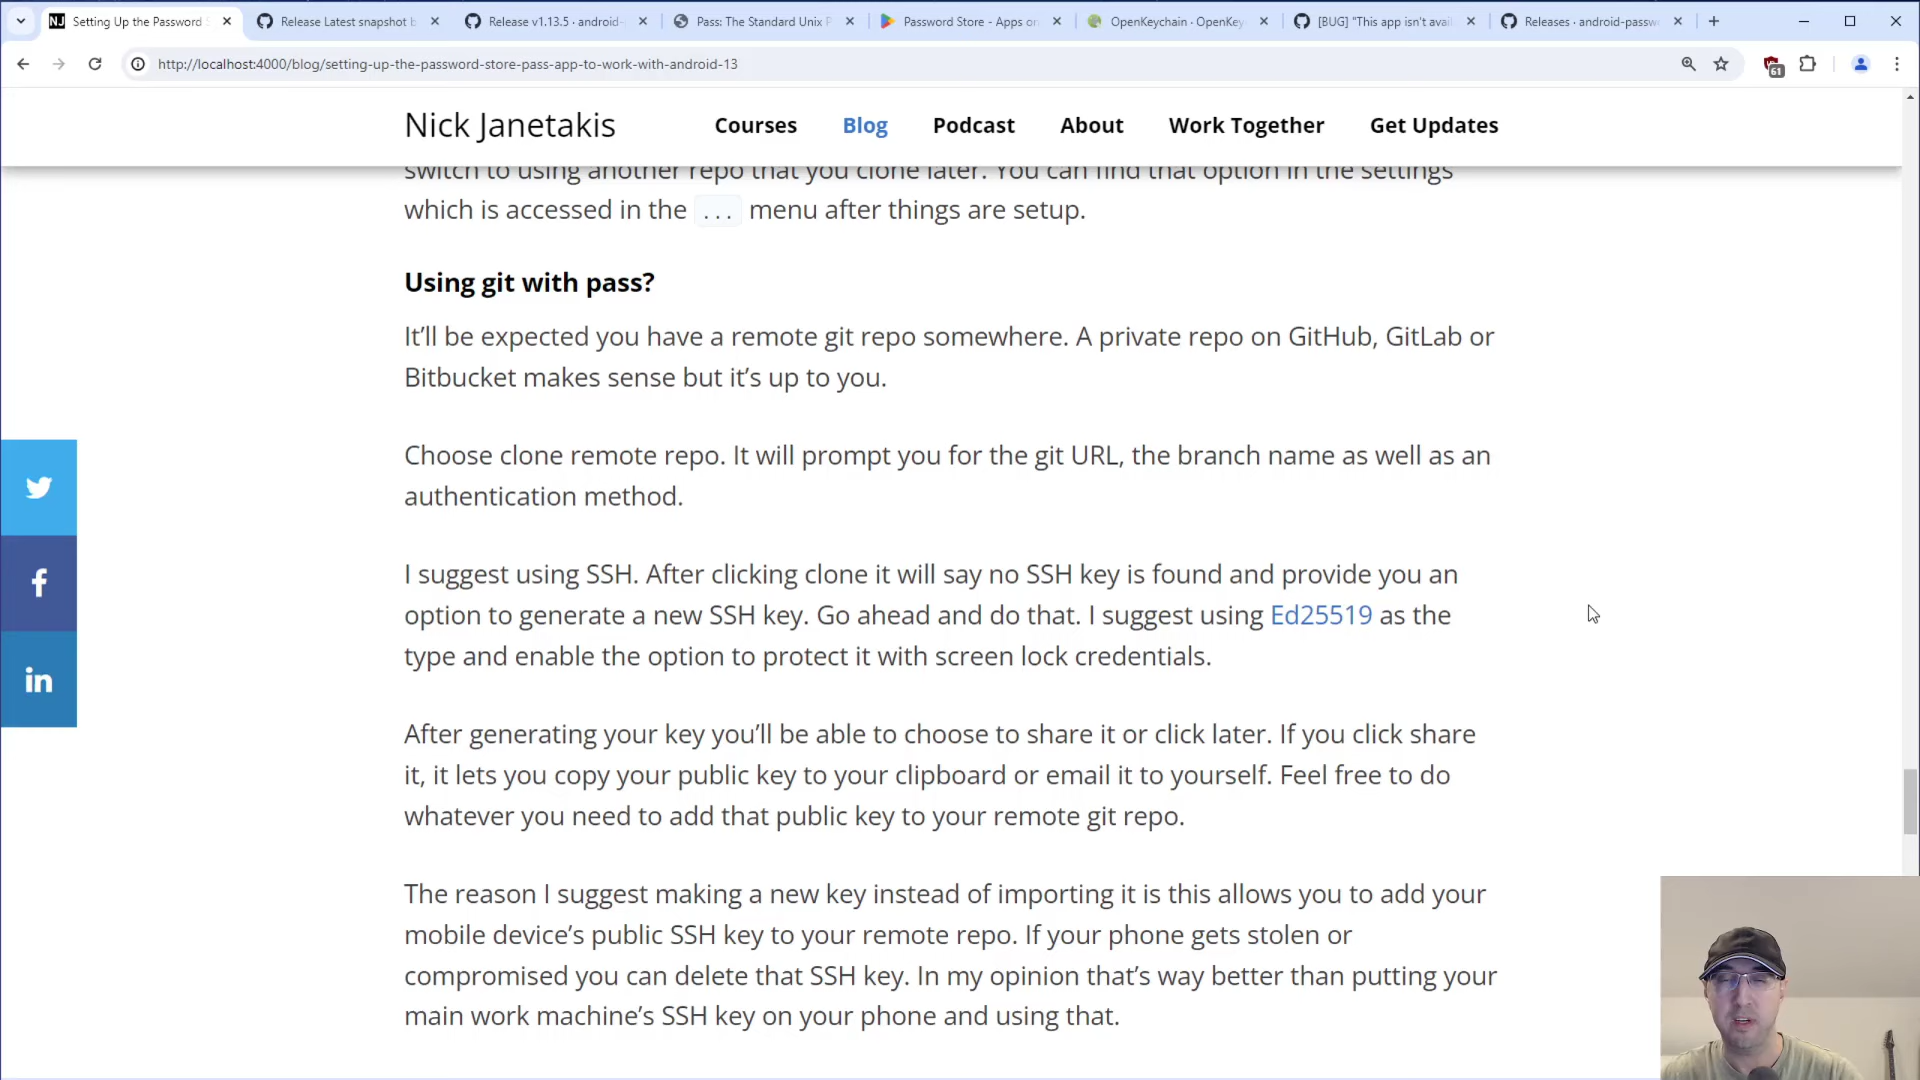 Setting Up the Password S
Release Latest snapshot b
Release v1.13.5 · android-
Pass: The Standard Unix P
Password Store - Apps on
OpenKeychain · OpenKey
[BUG] "This app isn't avai
Releases · android-passw
http://localhost:4000/blog/setting-up-the-password-store-pass-app-to-work-with-android-13
61
Nick Janetakis
Courses
Blog
Podcast
About
Work Together
Get Updates
switch to using another repo that you clone later. You can find that option in the settings
which is accessed in the ... menu after things are setup.
Using git with pass?
It'll be expected you have a remote git repo somewhere. A private repo on GitHub, GitLab or
Bitbucket makes sense but it's up to you.
Choose clone remote repo. It will prompt you for the git URL, the branch name as well as an
authentication method.
I suggest using SSH. After clicking clone it will say no SSH key is found and provide you an
option to generate a new SSH key. Go ahead and do that. I suggest using Ed25519 as the
type and enable the option to protect it with screen lock credentials.
After generating your key you'll be able to choose to share it or click later. If you click share
it, it lets you copy your public key to your clipboard or email it to yourself. Feel free to do
whatever you need to add that public key to your remote git repo.
The reason I suggest making a new key instead of importing it is this allows you to add your
mobile device's public SSH key to your remote repo. If your phone gets stolen or
compromised you can delete that SSH key. In my opinion that's way better than putting your
main work machine's SSH key on your phone and using that.